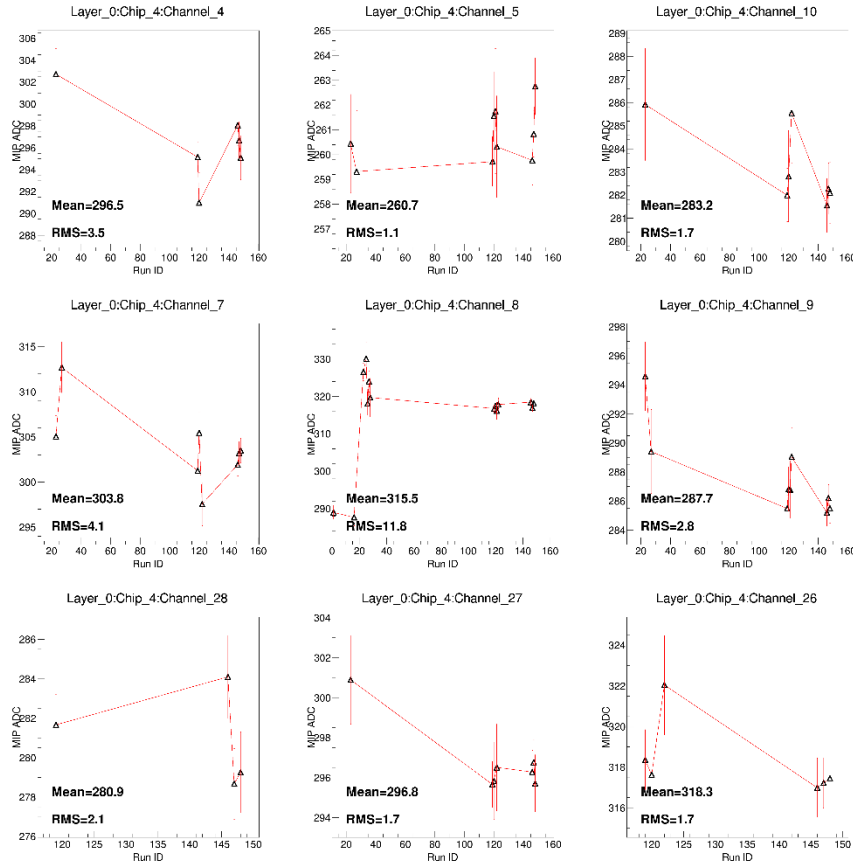 Layer_0:Chip_4:Channel_4
306
304
302
300
298
296
294
292
290
288
MIP ADC
Mean=296.5
RMS=3.5
20 40 60 80 100 120 140 160
Run ID
Layer_0:Chip_4:Channel_5
265
264
263
262
261
260
259
258
257
MIP ADC
Mean=260.7
RMS=1.1
20 40 60 80 100 120 140 160
Run ID
Layer_0:Chip_4:Channel_10
289
288
287
286
285
284
283
282
281
280
MIP ADC
Mean=283.2
RMS=1.7
20 40 60 80 100 120 140 160
Run ID
Layer_0:Chip_4:Channel_7
315
310
305
300
295
MIP ADC
Mean=303.8
RMS=4.1
20 40 60 80 100 120 140 160
Run ID
Layer_0:Chip_4:Channel_8
330
320
310
300
290
MIP ADC
Mean=315.5
RMS=11.8
0 20 40 60 80 100 120 140 160
Run ID
Layer_0:Chip_4:Channel_9
298
296
294
292
290
288
286
284
MIP ADC
Mean=287.7
RMS=2.8
20 40 60 80 100 120 140 160
Run ID
Layer_0:Chip_4:Channel_28
286
284
282
280
278
276
MIP ADC
Mean=280.9
RMS=2.1
120 125 130 135 140 145 150
Run ID
Layer_0:Chip_4:Channel_27
304
302
300
298
296
294
MIP ADC
Mean=296.8
RMS=1.7
20 40 60 80 100 120 140 160
Run ID
Layer_0:Chip_4:Channel_26
324
322
320
318
316
MIP ADC
Mean=318.3
RMS=1.7
120 125 130 135 140 145 150
Run ID